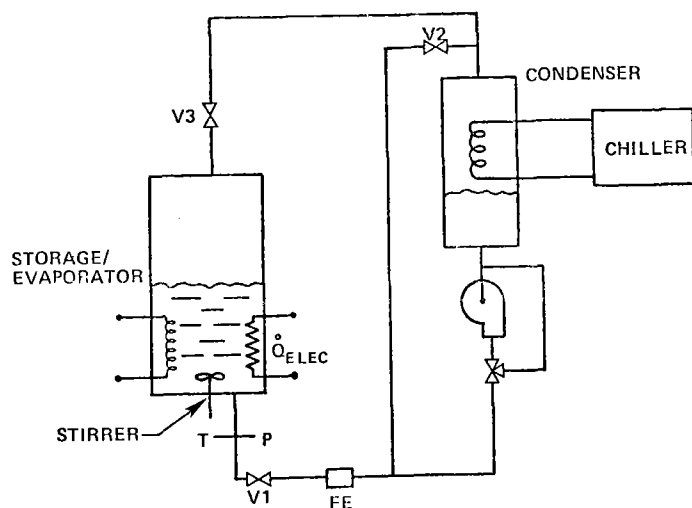 V2
CONDENSER
V3
CHILLER
STORAGE/
EVAPORATOR
Q̊ELEC
STIRRER
T P
V1
FE